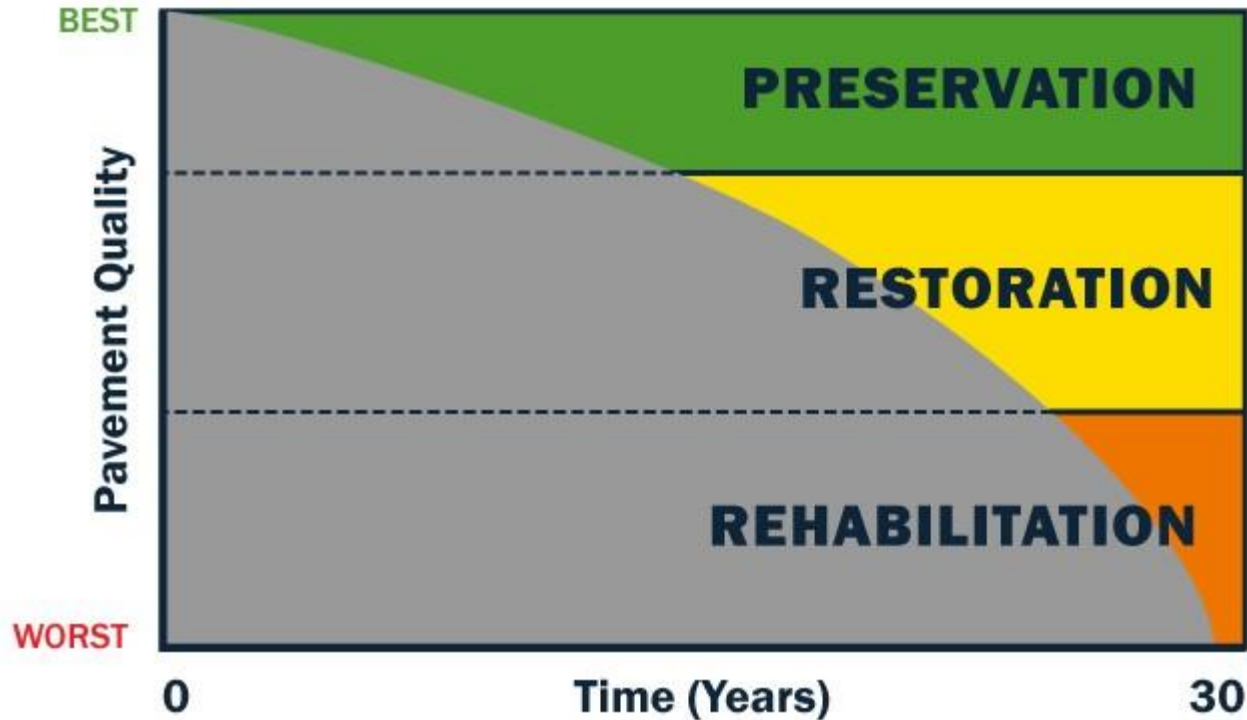 BEST
PRESERVATION
Pavement Quality
RESTORATION
REHABILITATION
WORST
0
Time (Years)
30